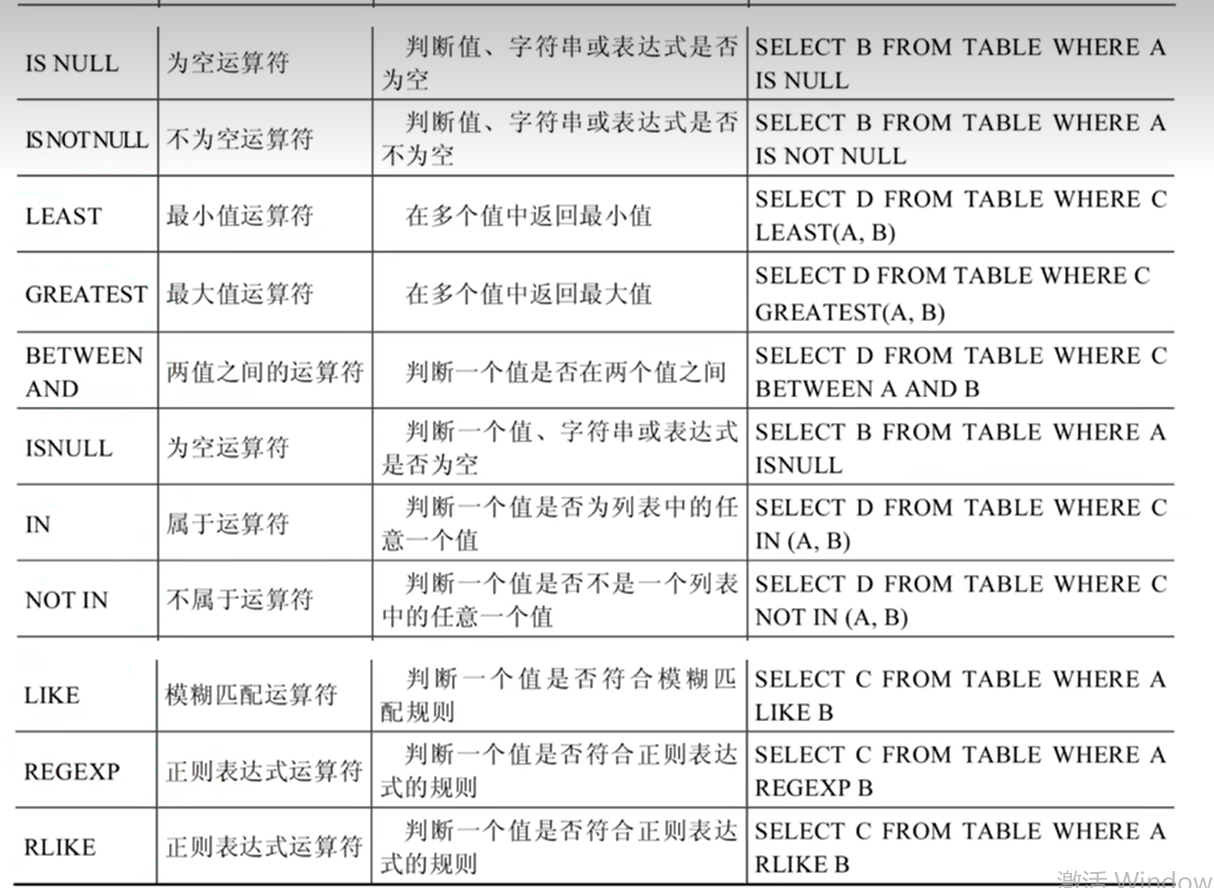 IS NULL
为空运算符
判断值、字符串或表达式是否
为空
SELECT B FROM TABLE WHERE A
IS NULL
IS NOT NULL
不为空运算符
判断值、字符串或表达式是否
不为空
SELECT B FROM TABLE WHERE A
IS NOT NULL
LEAST
最小值运算符
在多个值中返回最小值
SELECT D FROM TABLE WHERE C
LEAST(A, B)
GREATEST
最大值运算符
在多个值中返回最大值
SELECT D FROM TABLE WHERE C
GREATEST(A, B)
BETWEEN
AND
两值之间的运算符
判断一个值是否在两个值之间
SELECT D FROM TABLE WHERE C
BETWEEN A AND B
ISNULL
为空运算符
判断一个值、字符串或表达式
是否为空
SELECT B FROM TABLE WHERE A
ISNULL
IN
属于运算符
判断一个值是否为列表中的任
意一个值
SELECT D FROM TABLE WHERE C
IN (A, B)
NOT IN
不属于运算符
判断一个值是否不是一个列表
中的任意一个值
SELECT D FROM TABLE WHERE C
NOT IN (A, B)
LIKE
模糊匹配运算符
判断一个值是否符合模糊匹
配规则
SELECT C FROM TABLE WHERE A
LIKE B
REGEXP
正则表达式运算符
判断一个值是否符合正则表达
式的规则
SELECT C FROM TABLE WHERE A
REGEXP B
RLIKE
正则表达式运算符
判断一个值是否符合正则表达
式的规则
SELECT C FROM TABLE WHERE A
RLIKE B
激活 Window